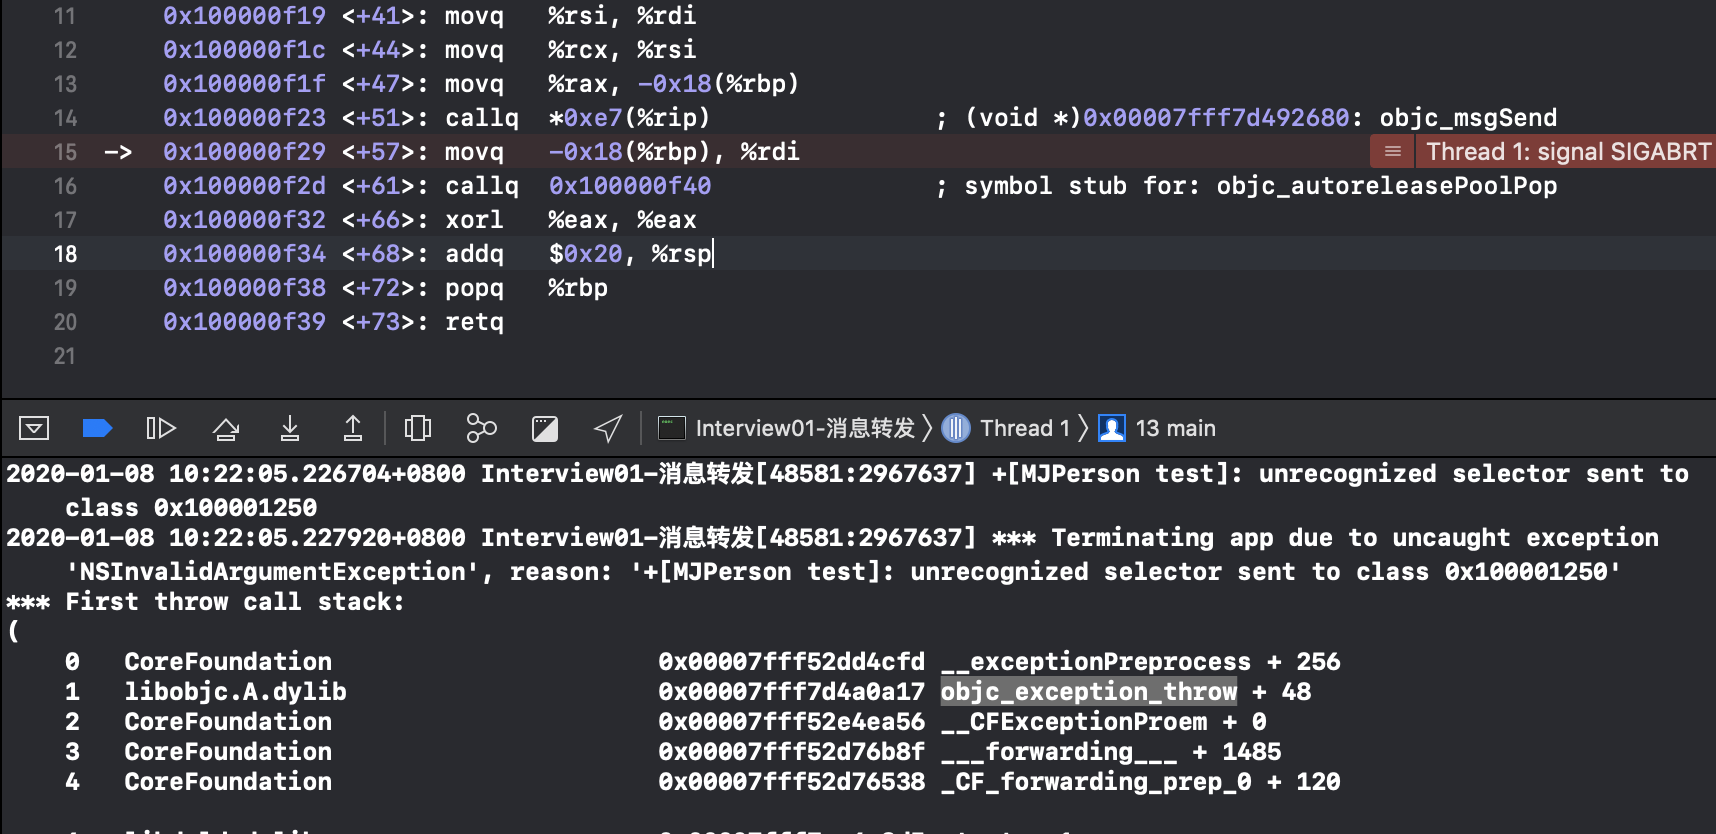 11 0x100000f19 <+41>: movq %rsi, %rdi
12 0x100000f1c <+44>: movq %rcx, %rsi
13 0x100000f1f <+47>: movq %rax, -0x18(%rbp)
14 0x100000f23 <+51>: callq *0xe7(%rip) ; (void *)0x00007fff7d492680: objc_msgSend
15 -> 0x100000f29 <+57>: movq -0x18(%rbp), %rdi Thread 1: signal SIGABRT
16 0x100000f2d <+61>: callq 0x100000f40 ; symbol stub for: objc_autoreleasePoolPop
17 0x100000f32 <+66>: xorl %eax, %eax
18 0x100000f34 <+68>: addq $0x20, %rsp
19 0x100000f38 <+72>: popq %rbp
20 0x100000f39 <+73>: retq
21
Interview01-消息转发 〉 Thread 1 〉 13 main
2020-01-08 10:22:05.226704+0800 Interview01-消息转发[48581:2967637] +[MJPerson test]: unrecognized selector sent to
class 0x100001250
2020-01-08 10:22:05.227920+0800 Interview01-消息转发[48581:2967637] *** Terminating app due to uncaught exception
'NSInvalidArgumentException', reason: '+[MJPerson test]: unrecognized selector sent to class 0x100001250'
*** First throw call stack:
(
0 CoreFoundation 0x00007fff52dd4cfd __exceptionPreprocess + 256
1 libobjc.A.dylib 0x00007fff7d4a0a17 objc_exception_throw + 48
2 CoreFoundation 0x00007fff52e4ea56 __CFExceptionProem + 0
3 CoreFoundation 0x00007fff52d76b8f ___forwarding___ + 1485
4 CoreFoundation 0x00007fff52d76538 _CF_forwarding_prep_0 + 120